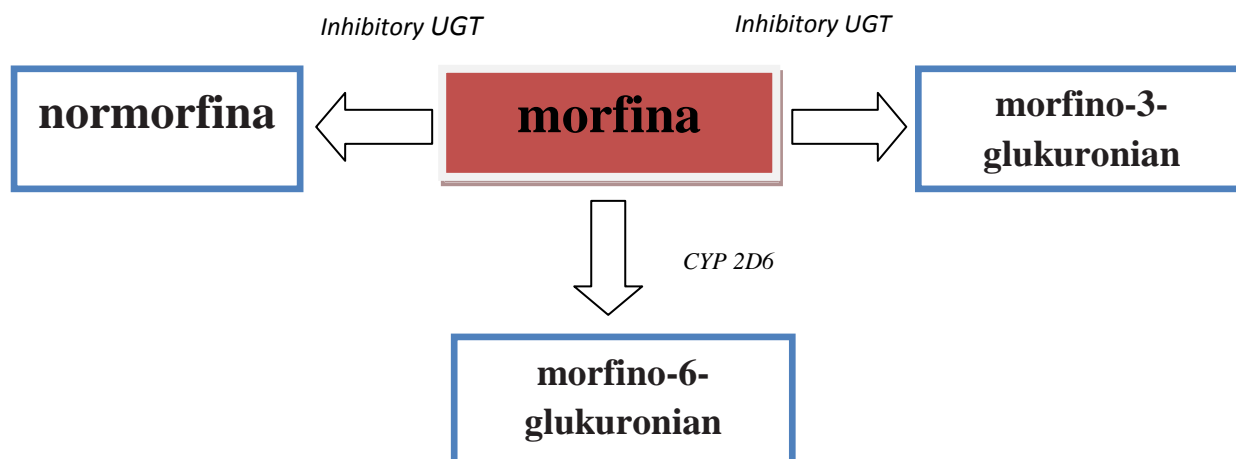 Inhibitory UGT
Inhibitory UGT
normorfina
morfina
morfino-3-
glukuronian
CYP 2D6
morfino-6-
glukuronian